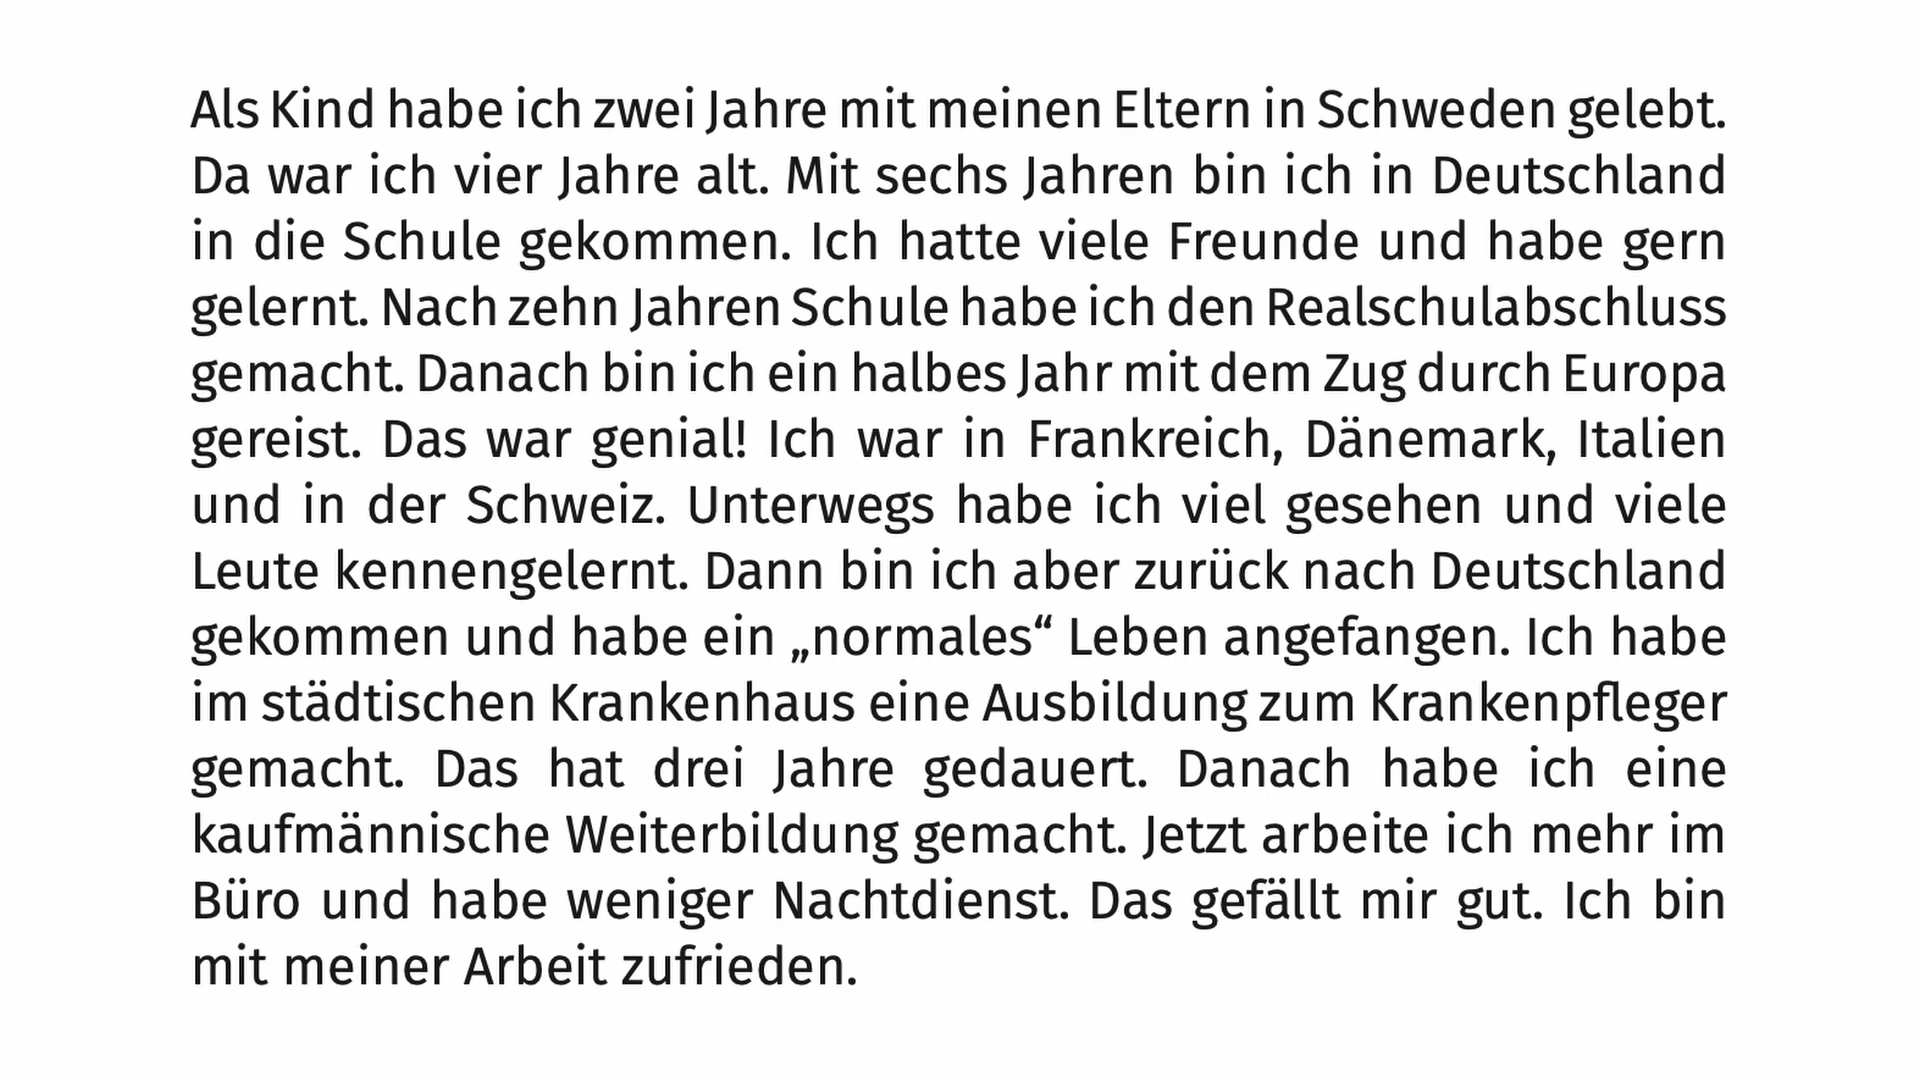 Als Kind habe ich zwei Jahre mit meinen Eltern in Schweden gelebt.
Da war ich vier Jahre alt. Mit sechs Jahren bin ich in Deutschland
in die Schule gekommen. Ich hatte viele Freunde und habe gern
gelernt. Nach zehn Jahren Schule habe ich den Realschulabschluss
gemacht. Danach bin ich ein halbes Jahr mit dem Zug durch Europa
gereist. Das war genial! Ich war in Frankreich, Dänemark, Italien
und in der Schweiz. Unterwegs habe ich viel gesehen und viele
Leute kennengelernt. Dann bin ich aber zurück nach Deutschland
gekommen und habe ein „normales“ Leben angefangen. Ich habe
im städtischen Krankenhaus eine Ausbildung zum Krankenpfleger
gemacht. Das hat drei Jahre gedauert. Danach habe ich eine
kaufmännische Weiterbildung gemacht. Jetzt arbeite ich mehr im
Büro und habe weniger Nachtdienst. Das gefällt mir gut. Ich bin
mit meiner Arbeit zufrieden.